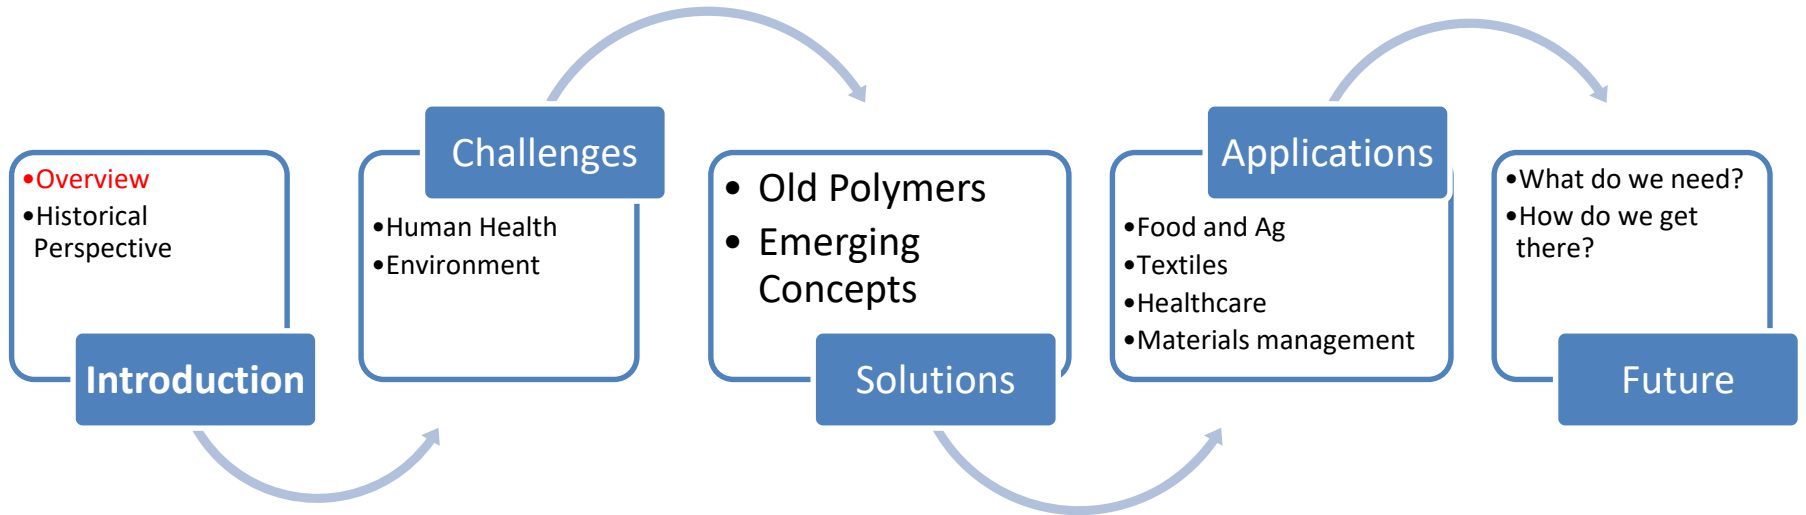 •Overview
•Historical
Perspective
Introduction
Challenges
•Human Health
•Environment
• Old Polymers
• Emerging
Concepts
Solutions
Applications
•Food and Ag
•Textiles
•Healthcare
•Materials management
•What do we need?
•How do we get
there?
Future